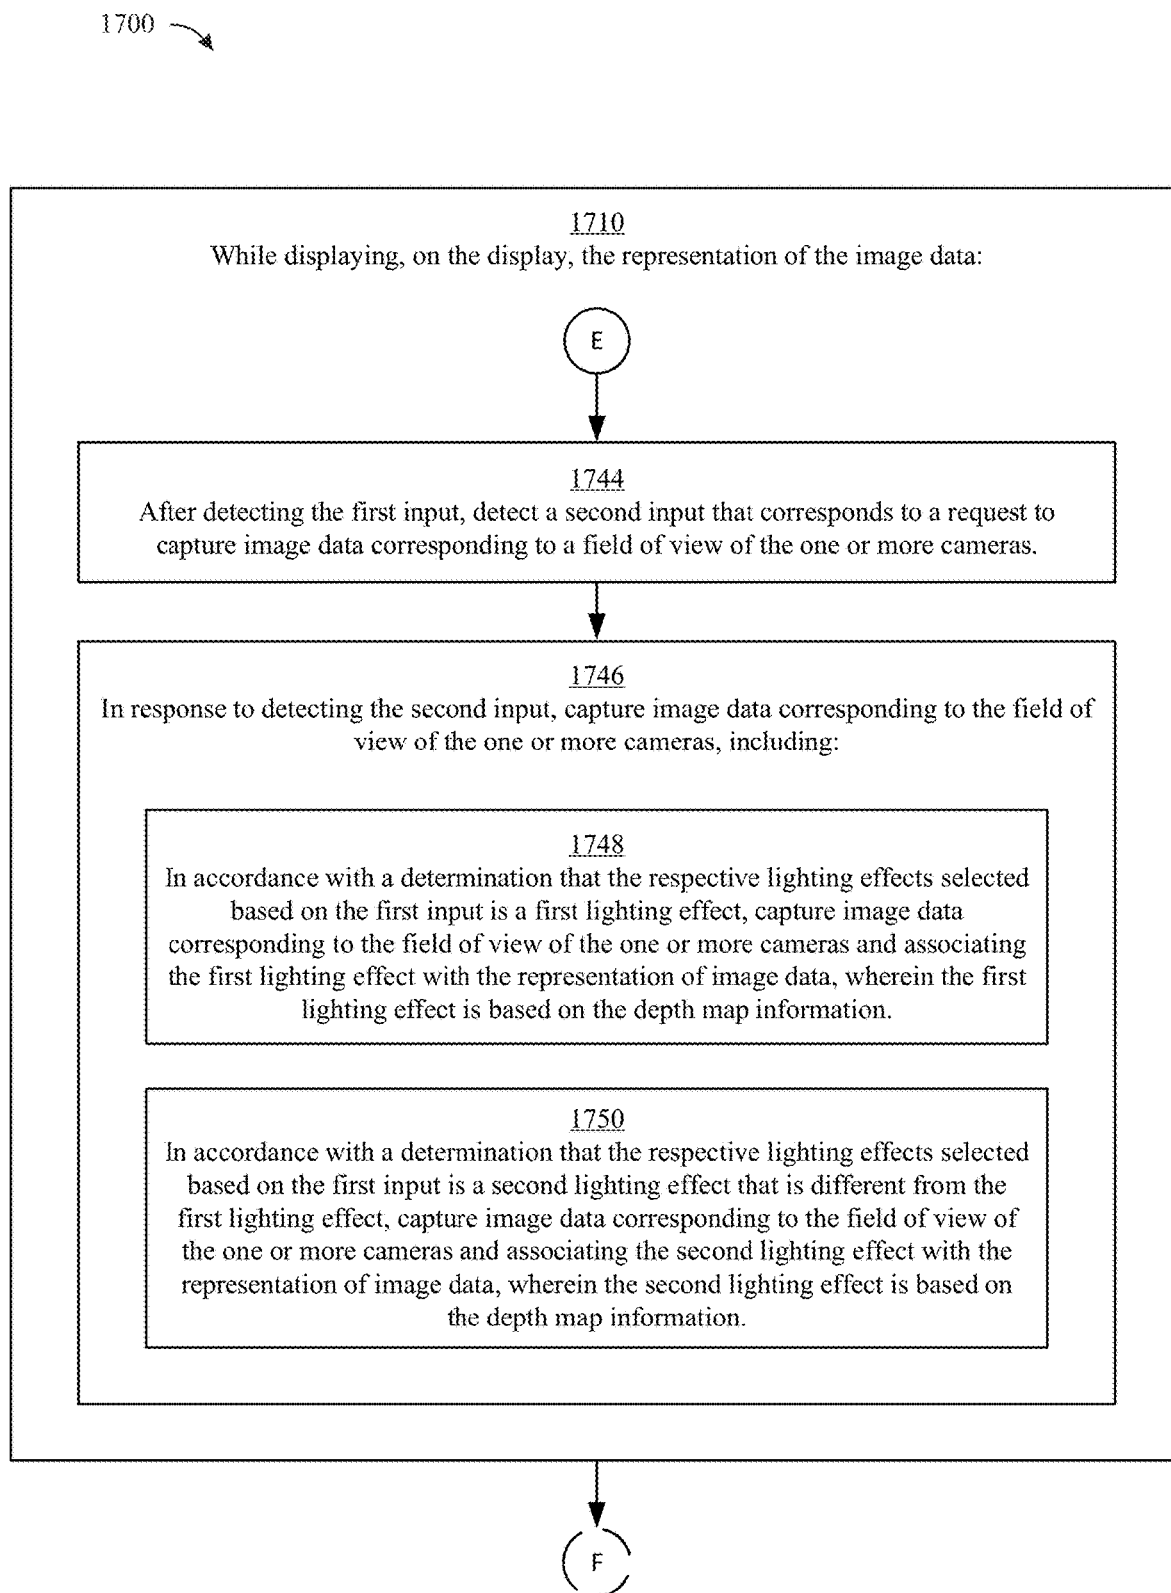 1700
1710
While displaying, on the display, the representation of the image data:
E
1744
After detecting the first input, detect a second input that corresponds to a request to
capture image data corresponding to a field of view of the one or more cameras.
1746
In response to detecting the second input, capture image data corresponding to the field of
view of the one or more cameras, including:
1748
In accordance with a determination that the respective lighting effects selected
based on the first input is a first lighting effect, capture image data
corresponding to the field of view of the one or more cameras and associating
the first lighting effect with the representation of image data, wherein the first
lighting effect is based on the depth map information.
1750
In accordance with a determination that the respective lighting effects selected
based on the first input is a second lighting effect that is different from the
first lighting effect, capture image data corresponding to the field of view of
the one or more cameras and associating the second lighting effect with the
representation of image data, wherein the second lighting effect is based on
the depth map information.
F